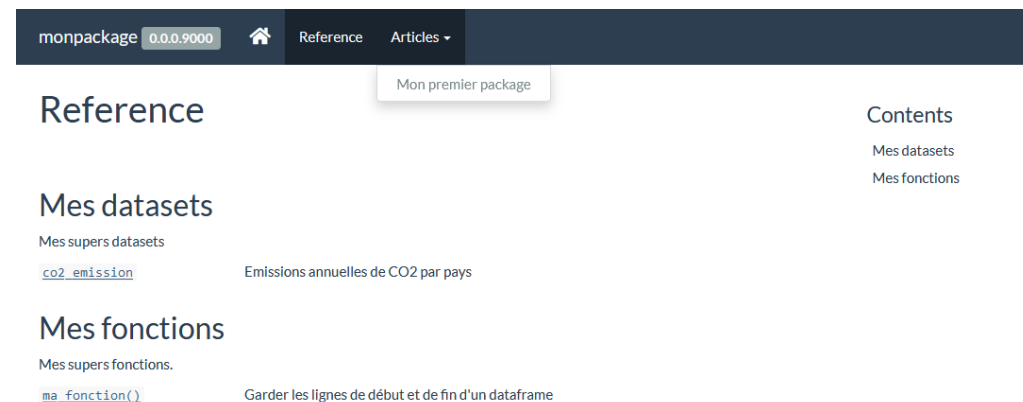 monpackage 0.0.0.9000 Reference Articles
Mon premier package
Reference
Contents
Mes datasets
Mes fonctions
Mes datasets
Mes supers datasets
co2_emission Emissions annuelles de CO2 par pays
Mes fonctions
Mes supers fonctions.
ma_fonction() Garder les lignes de début et de fin d'un dataframe